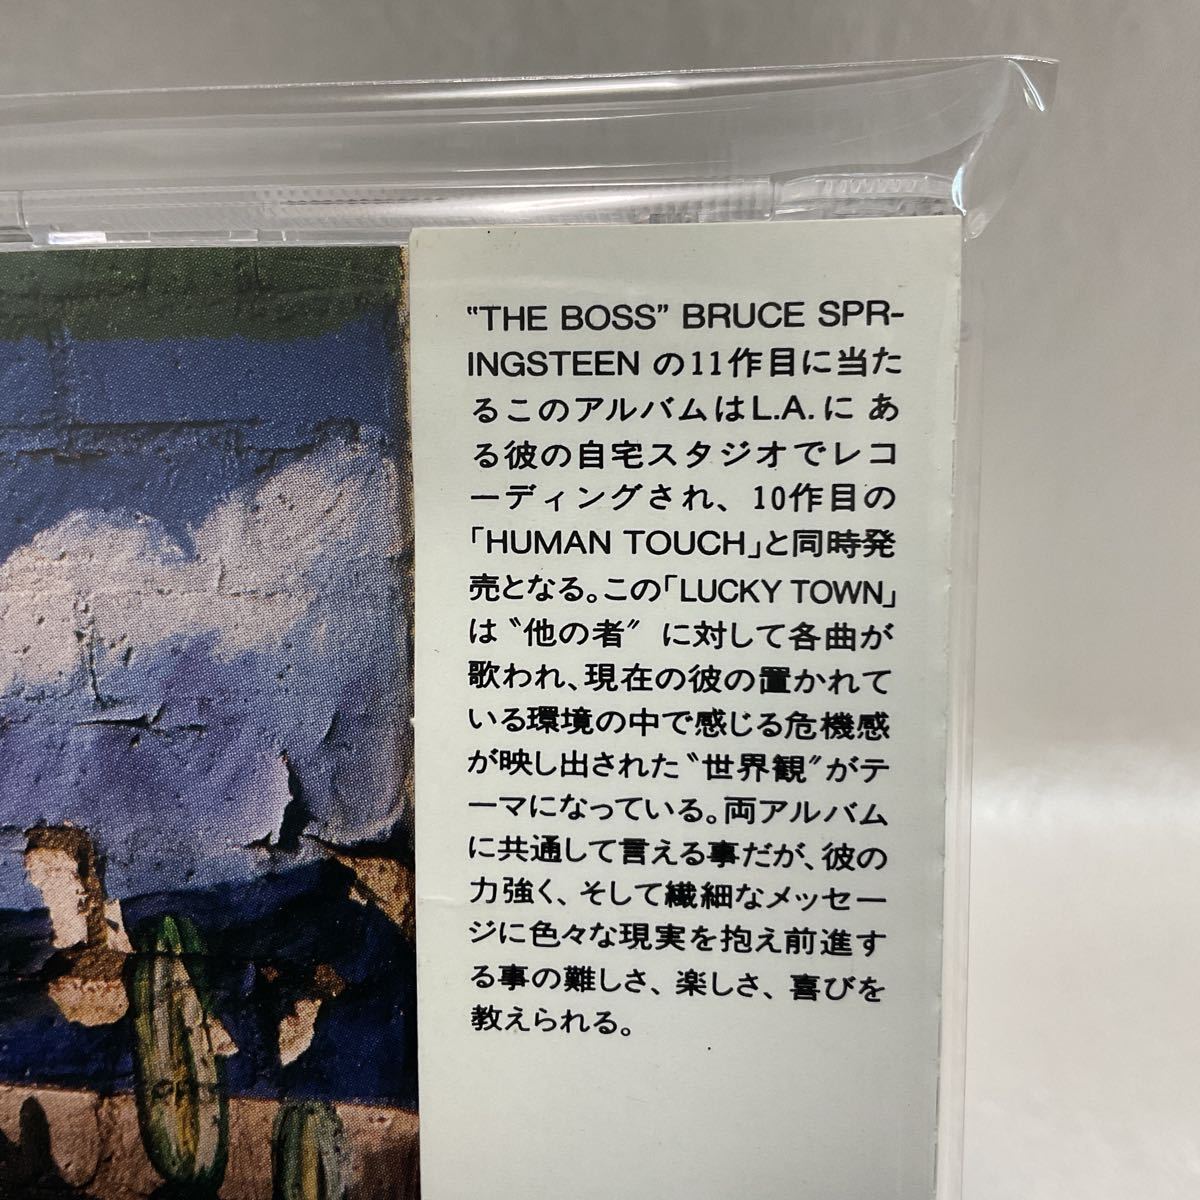 “THE BOSS” BRUCE SPR-
INGSTEEN の11作目に当た
るこのアルバムはL.A.に あ
る彼の自宅スタジオでレコ
ーディングされ、10作目の
「HUMAN TOUCH」と同時発
売となる。この「LUCKY TOWN」
は〝他の者〟に対して各曲が
歌われ、現在の彼の置かれて
いる環境の中で感じる危機感
が映し出された〝世界観〟がテ
ーマになっている。両アルバム
に共通して言える事だが、彼の
力強く、そして繊細なメッセー
ジに色々な現実を抱え前進す
る事の難しさ、楽しさ、喜びを
教えられる。